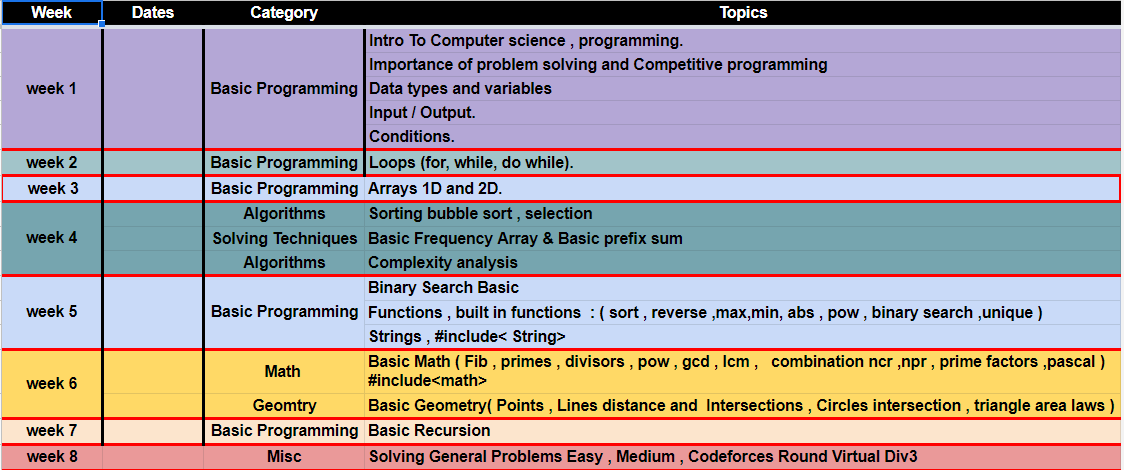 Week Dates Category Topics
Intro To Computer science , programming.
Importance of problem solving and Competitive programming
week 1 Basic Programming Data types and variables
Input / Output.
Conditions.
week 2 Basic Programming Loops (for, while, do while).
week 3 Basic Programming Arrays 1D and 2D.
Algorithms Sorting bubble sort , selection
week 4 Solving Techniques Basic Frequency Array & Basic prefix sum
Algorithms Complexity analysis
Binary Search Basic
week 5 Basic Programming Functions , built in functions : ( sort , reverse ,max,min, abs , pow , binary search ,unique )
Strings , #include< String>
week 6 Math Basic Math ( Fib , primes , divisors , pow , gcd , lcm , combination ncr ,npr , prime factors ,pascal )
#include<math>
Geomtry Basic Geometry( Points , Lines distance and Intersections , Circles intersection , triangle area laws )
week 7 Basic Programming Basic Recursion
week 8 Misc Solving General Problems Easy , Medium , Codeforces Round Virtual Div3